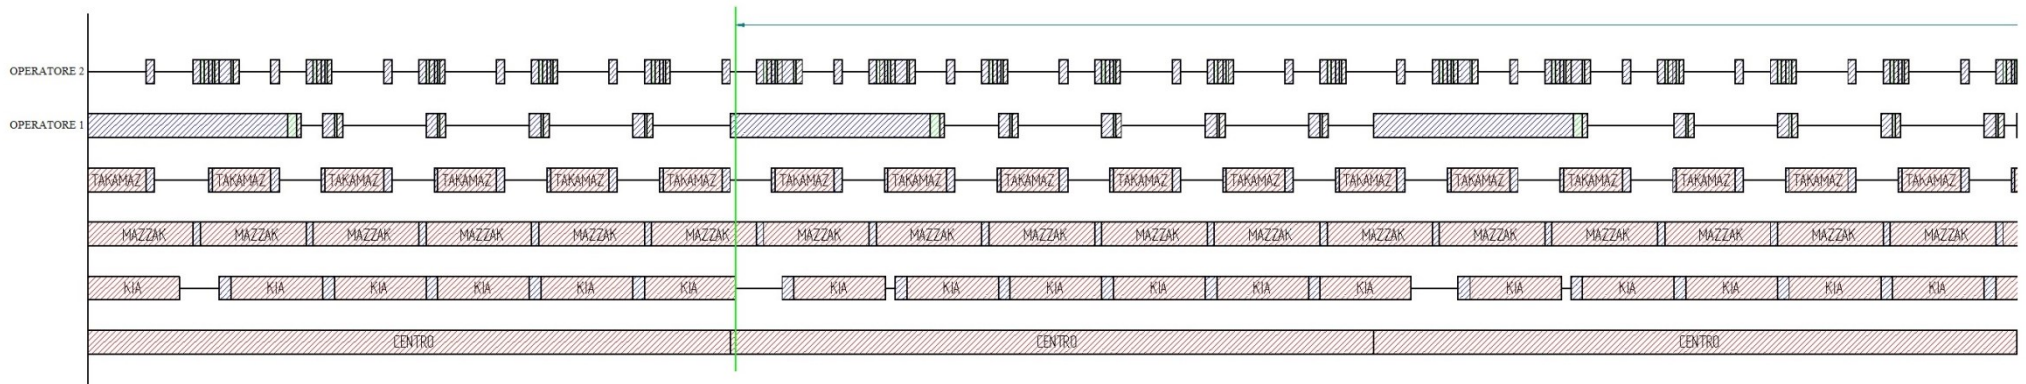 OPERATORE 2
OPERATORE 1
TAKAMAZ TAKAMAZ TAKAMAZ TAKAMAZ TAKAMAZ TAKAMAZ TAKAMAZ TAKAMAZ TAKAMAZ TAKAMAZ TAKAMAZ TAKAMAZ TAKAMAZ TAKAMAZ TAKAMAZ TAKAMAZ TAKAMAZ
MAZZAK MAZZAK MAZZAK MAZZAK MAZZAK MAZZAK MAZZAK MAZZAK MAZZAK MAZZAK MAZZAK MAZZAK MAZZAK MAZZAK MAZZAK MAZZAK MAZZAK
KIA KIA KIA KIA KIA KIA KIA KIA KIA KIA KIA KIA KIA KIA KIA KIA KIA
CENTRO CENTRO CENTRO